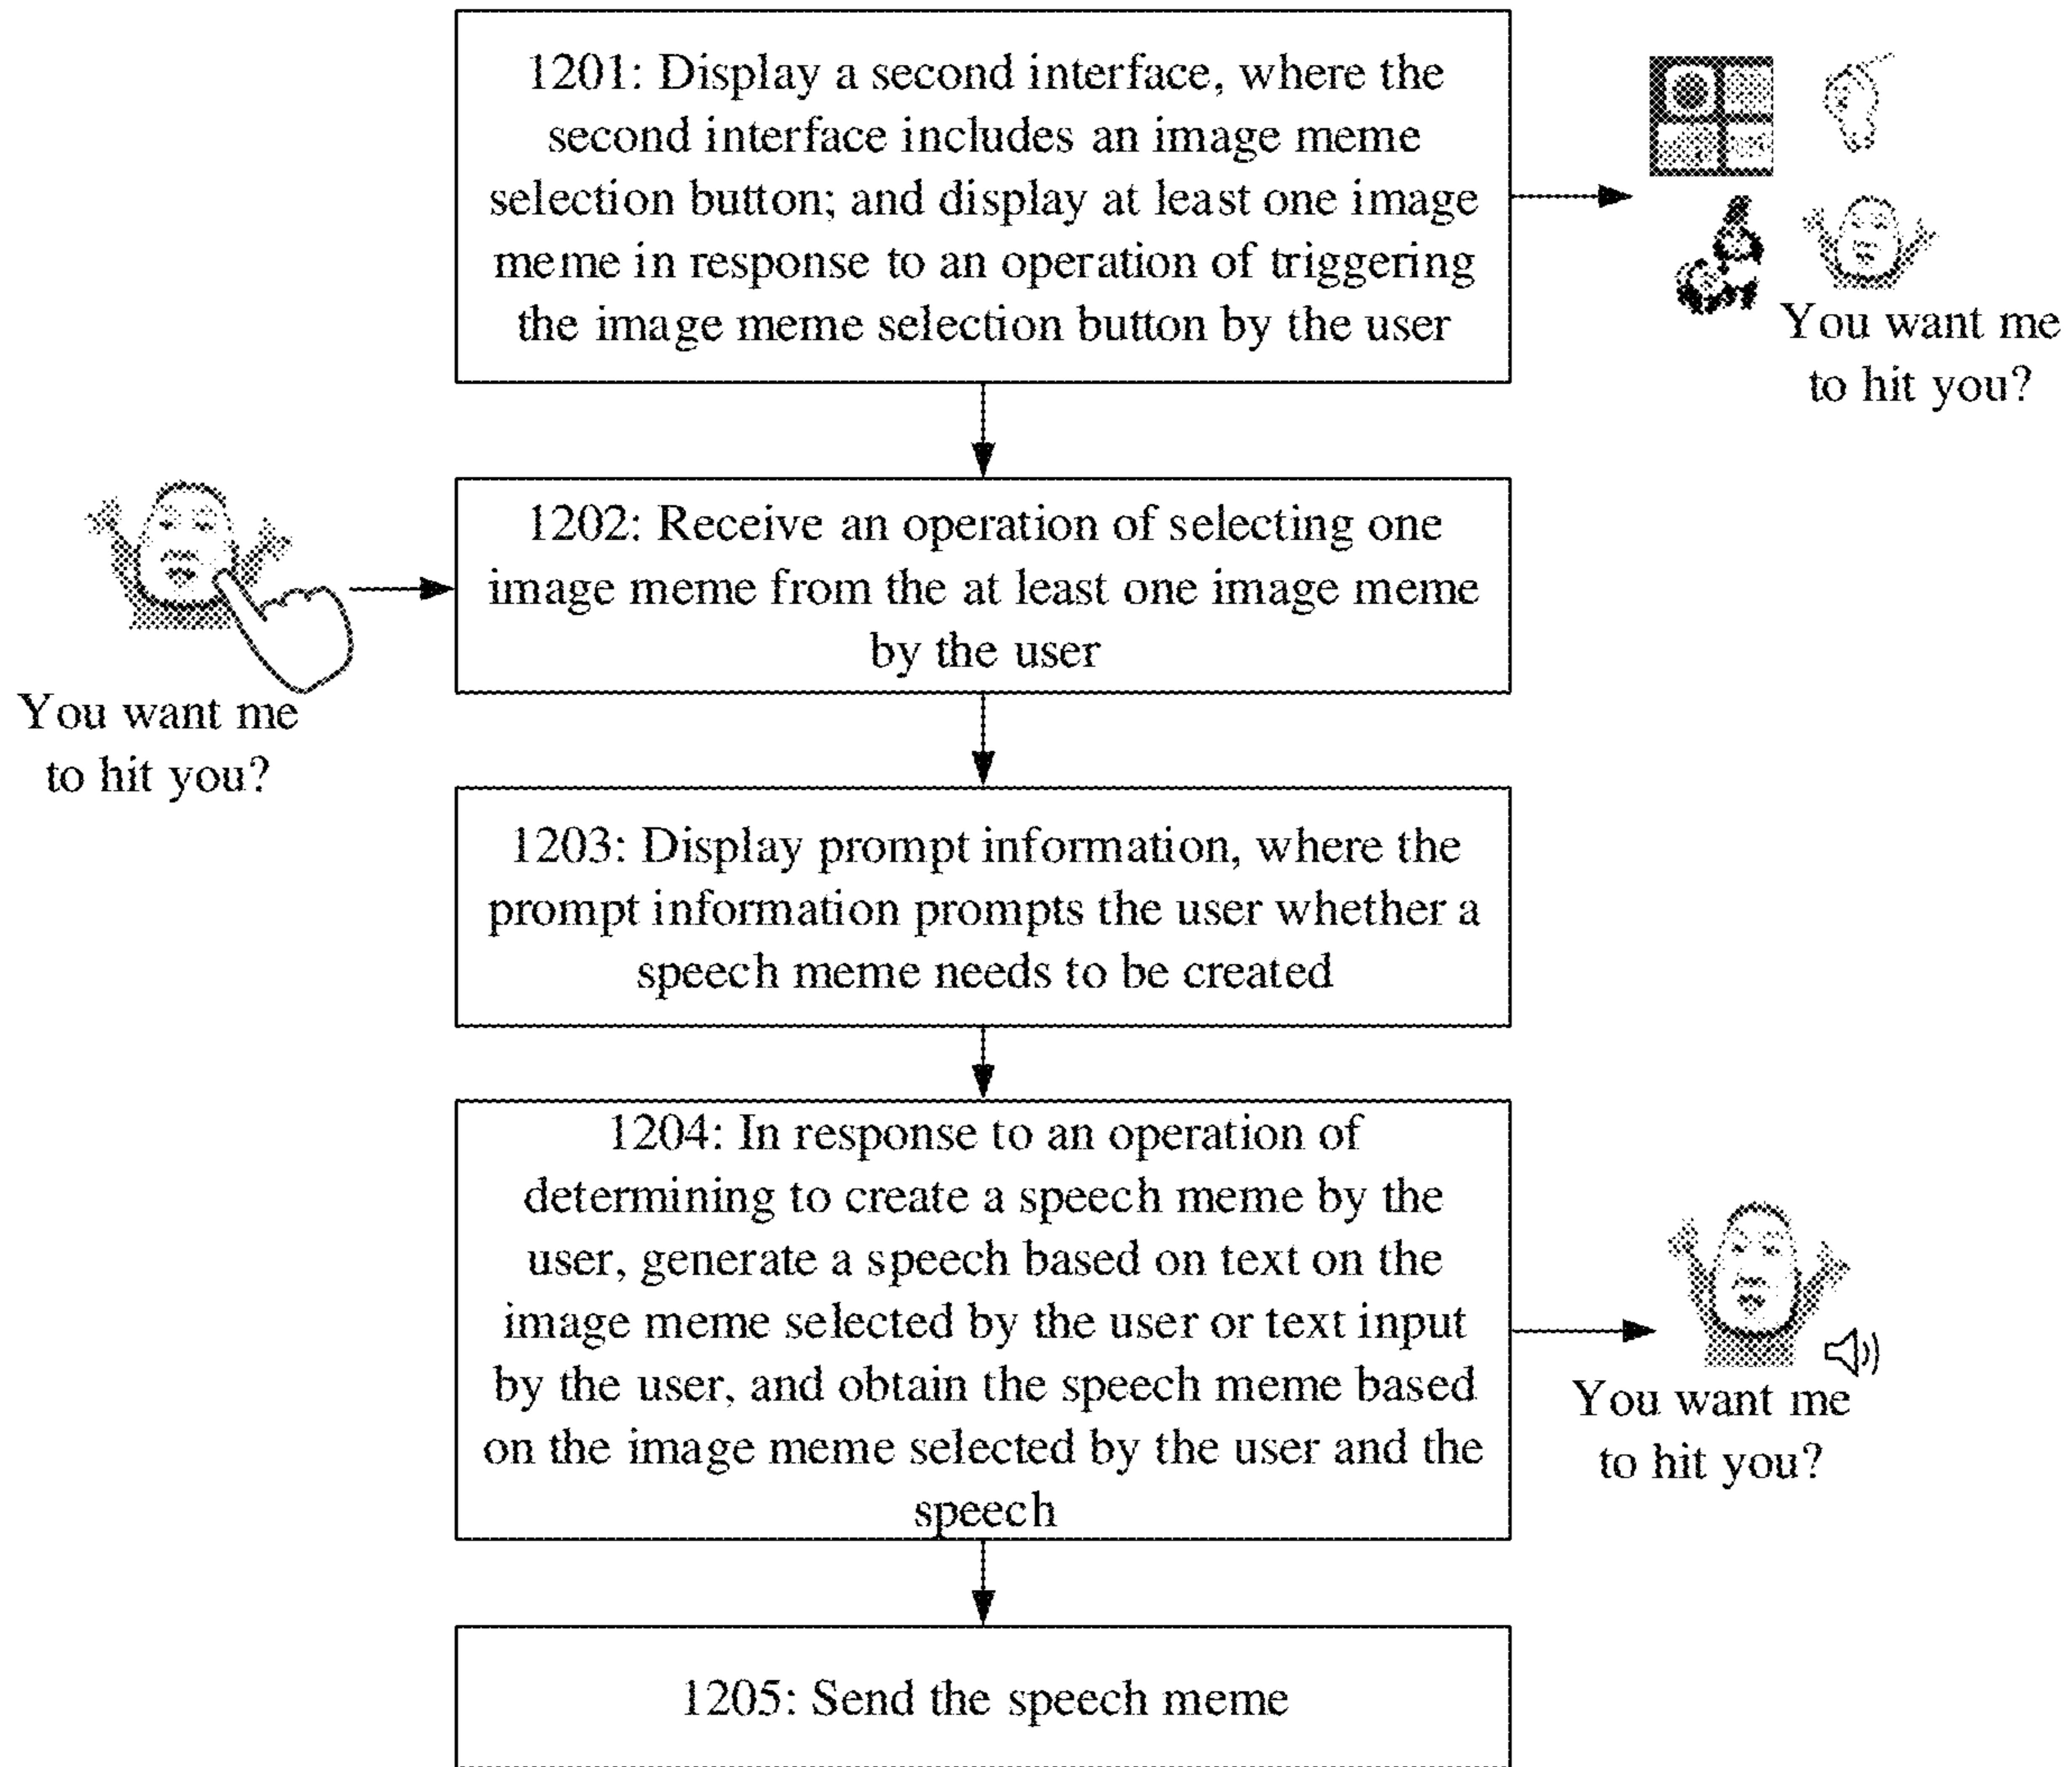 1201: Display a second interface, where the
second interface includes an image meme
selection button; and display at least one image
meme in response to an operation of triggering
the image meme selection button by the user
You want me
to hit you?
1202: Receive an operation of selecting one
image meme from the at least one image meme
by the user
You want me
to hit you?
1203: Display prompt information, where the
prompt information prompts the user whether a
speech meme needs to be created
1204: In response to an operation of
determining to create a speech meme by the
user, generate a speech based on text on the
image meme selected by the user or text input
by the user, and obtain the speech meme based
on the image meme selected by the user and the
speech
You want me
to hit you?
1205: Send the speech meme